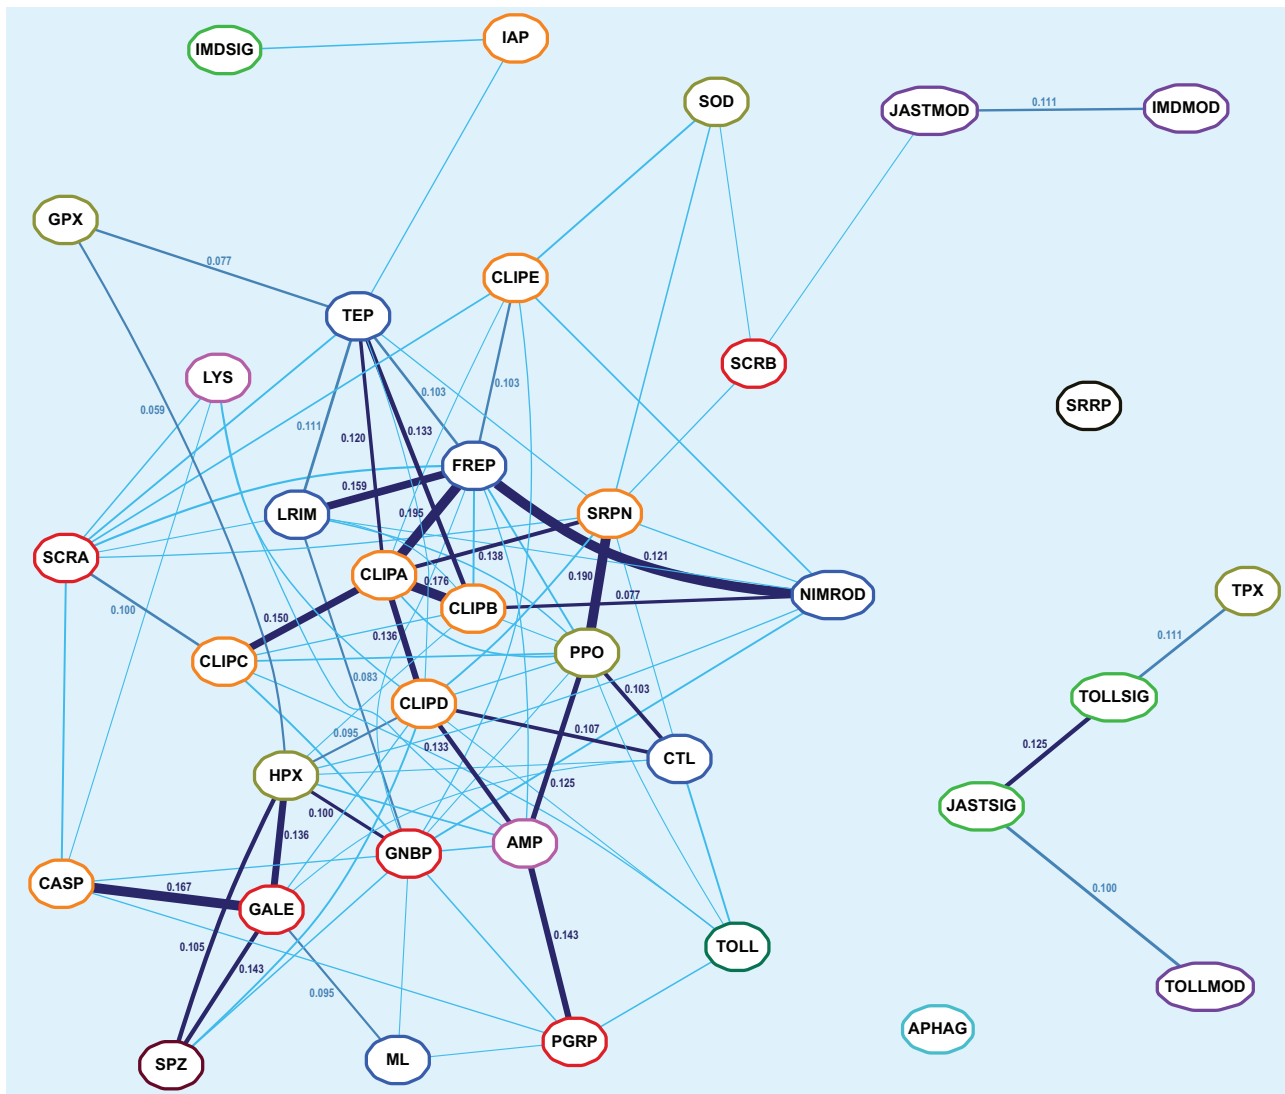 IAP
IMDSIG
SOD
JASTMOD
0.111
IMDMOD
GPX
0.077
CLIPE
TEP
SCRB
LYS
0.103
0.103
SRRP
0.059
0.111
0.120
0.133
FREP
0.159
LRIM
0.195
SRPN
SCRA
0.138
0.121
CLIPA
0.176
0.190
0.077
NIMROD
TPX
0.100
CLIPB
0.150
0.136
0.111
CLIPC
PPO
0.083
0.103
CLIPD
TOLLSIG
0.095
0.133
0.107
0.125
CTL
HPX
0.125
0.100
JASTSIG
0.136
AMP
GNBP
CASP
0.167
0.100
GALE
0.105
0.143
0.143
TOLL
0.095
TOLLMOD
APHAG
PGRP
ML
SPZ